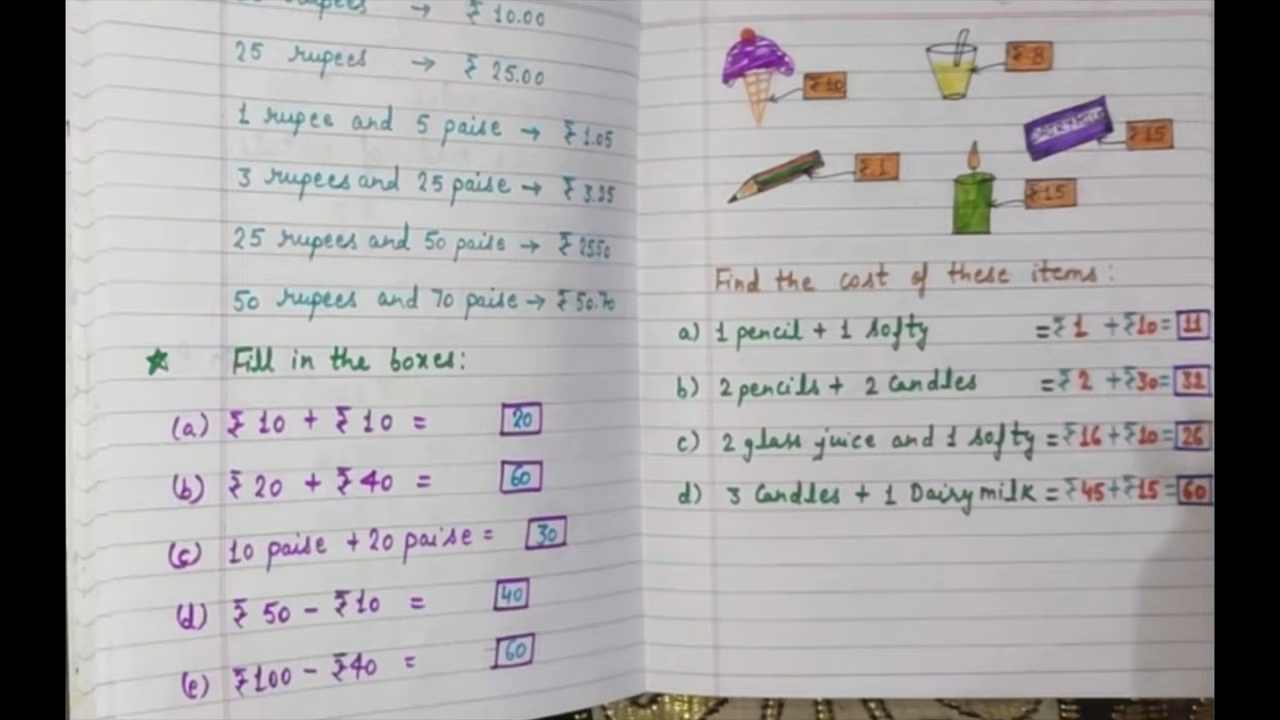 rupees → ₹ 10.00
25 rupees → ₹ 25.00
1 rupee and 5 paise → ₹ 1.05
3 rupees and 25 paise → ₹ 3.25
25 rupees and 50 paise → ₹ 25.50
50 rupees and 70 paise → ₹ 50.70
★ Fill in the boxes:
(a) ₹ 10 + ₹ 10 = 20
(b) ₹ 20 + ₹ 40 = 60
(c) 10 paise + 20 paise = 30
(d) ₹ 50 - ₹ 10 = 40
(e) ₹100 - ₹40 = 60
₹ 10
₹ 8
₹ 15
₹ 1
₹ 15
Find the cost of these items:
a) 1 pencil + 1 softy = ₹ 1 + ₹10 = 11
b) 2 pencils + 2 candles = ₹ 2 + ₹30 = 32
c) 2 glass juice and 1 softy = ₹16 + ₹10 = 26
d) 3 Candles + 1 Dairymilk = ₹45 + ₹15 = 60